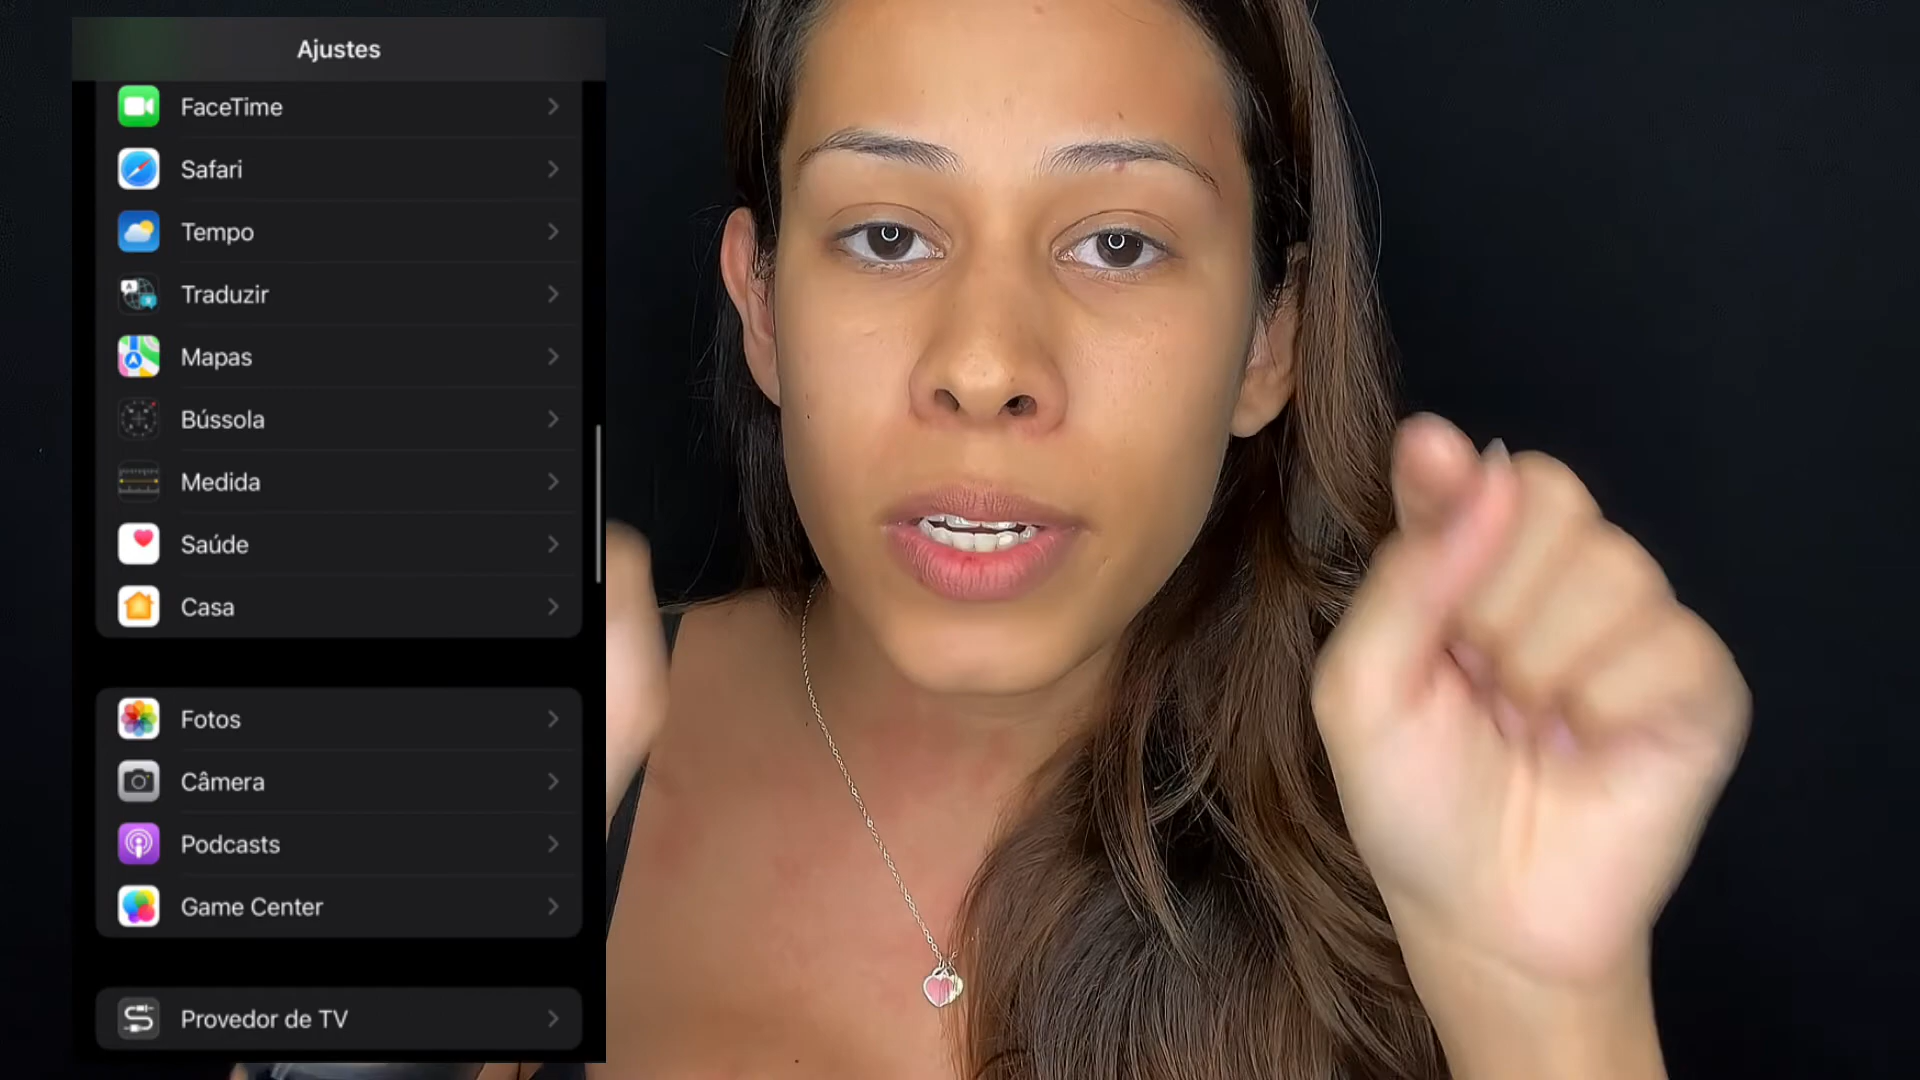 Ajustes
FaceTime
Safari
Tempo
Traduzir
Mapas
Bússola
Medida
Saúde
Casa
Fotos
Câmera
Podcasts
Game Center
Provedor de TV